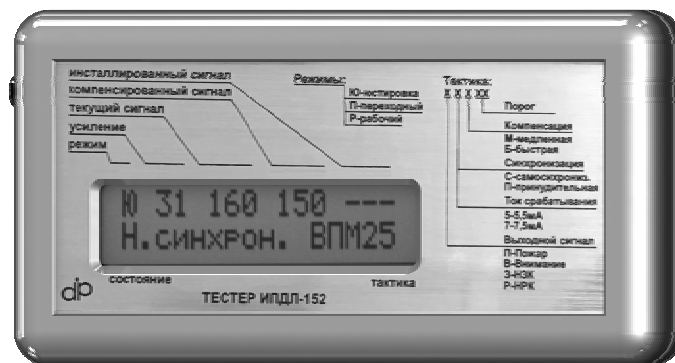 инсталлированный сигнал
компенсированный сигнал
текущий сигнал
усиление
режим
Режимы:
Ю-юстировка
П-переходный
Р-рабочий
Тактика:
X X X XX
Порог
Компенсация
М-медленная
Б-быстрая
Синхронизация
С-самосинхрониз.
П-принудительная
Ток срабатывания
5-5,5мА
7-7,5мА
Выходной сигнал
П-Пожар
В-Внимание
З-НЗК
Р-НРК
Ю 31 160 150 ---
Н.синхрон. ВПМ25
состояние
тактика
dip
ТЕСТЕР ИПДЛ-152